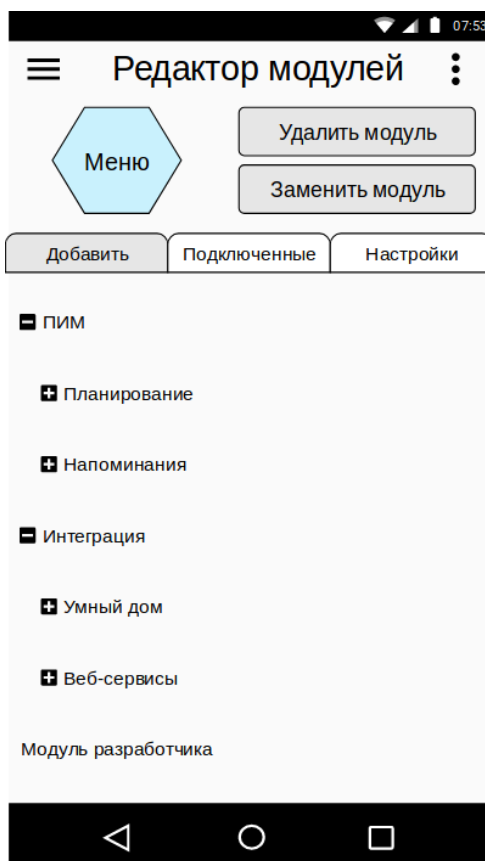 07:53
Редактор модулей
Меню
Удалить модуль
Заменить модуль
Добавить
Подключенные
Настройки
ПИМ
Планирование
Напоминания
Интеграция
Умный дом
Веб-сервисы
Модуль разработчика